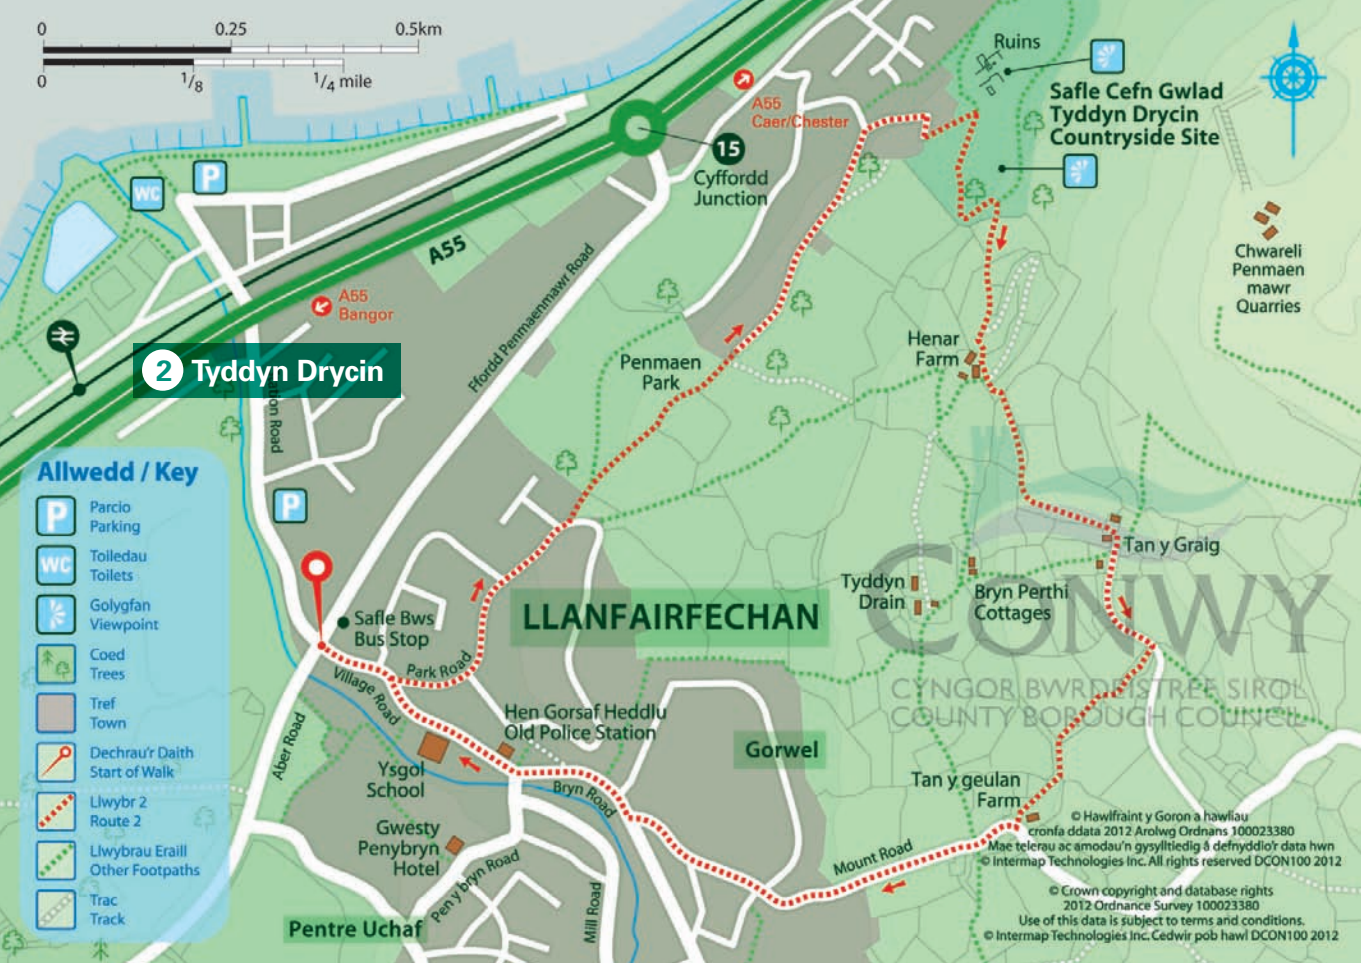 0 0.25 0.5km
0 1/8 1/4 mile
Ruins
Safle Cefn Gwlad
Tyddyn Drycin
Countryside Site
A55
Caer/Chester
15
Cyffordd
Junction
WC
P
A55
A55
Bangor
Chwareli
Penmaen
mawr
Quarries
Ffordd Penmaenmawr Road
Henar
Farm
Penmaen
Park
2 Tyddyn Drycin
ation Road
P
Allwedd / Key
P
Parcio
Parking
WC
Toiledau
Toilets
Golygfan
Viewpoint
Coed
Trees
Tref
Town
Dechrau'r Daith
Start of Walk
Llwybr 2
Route 2
Llwybrau Eraill
Other Footpaths
Trac
Track
Tan y Graig
Tyddyn
Drain
Bryn Perthi
Cottages
LLANFAIRFECHAN
Safle Bws
Bus Stop
Park Road
Village Road
CONWY
CYNGOR BWRDEISTREF SIROL
COUNTY BOROUGH COUNCIL
Hen Gorsaf Heddlu
Old Police Station
Gorwel
Aber Road
Ysgol
School
Bryn Road
Tan y geulan
Farm
Gwesty
Penybryn
Hotel
Mount Road
Pen y bryn Road
Mill Road
Pentre Uchaf
© Hawlfraint y Goron a hawliau
cronfa ddata 2012 Arolwg Ordnans 100023380
Mae telerau ac amodau'n gysylltiedig â defnyddio'r data hwn
© Intermap Technologies Inc. All rights reserved DCON100 2012
© Crown copyright and database rights
2012 Ordnance Survey 100023380
Use of this data is subject to terms and conditions.
© Intermap Technologies Inc. Cedwir pob hawl DCON100 2012